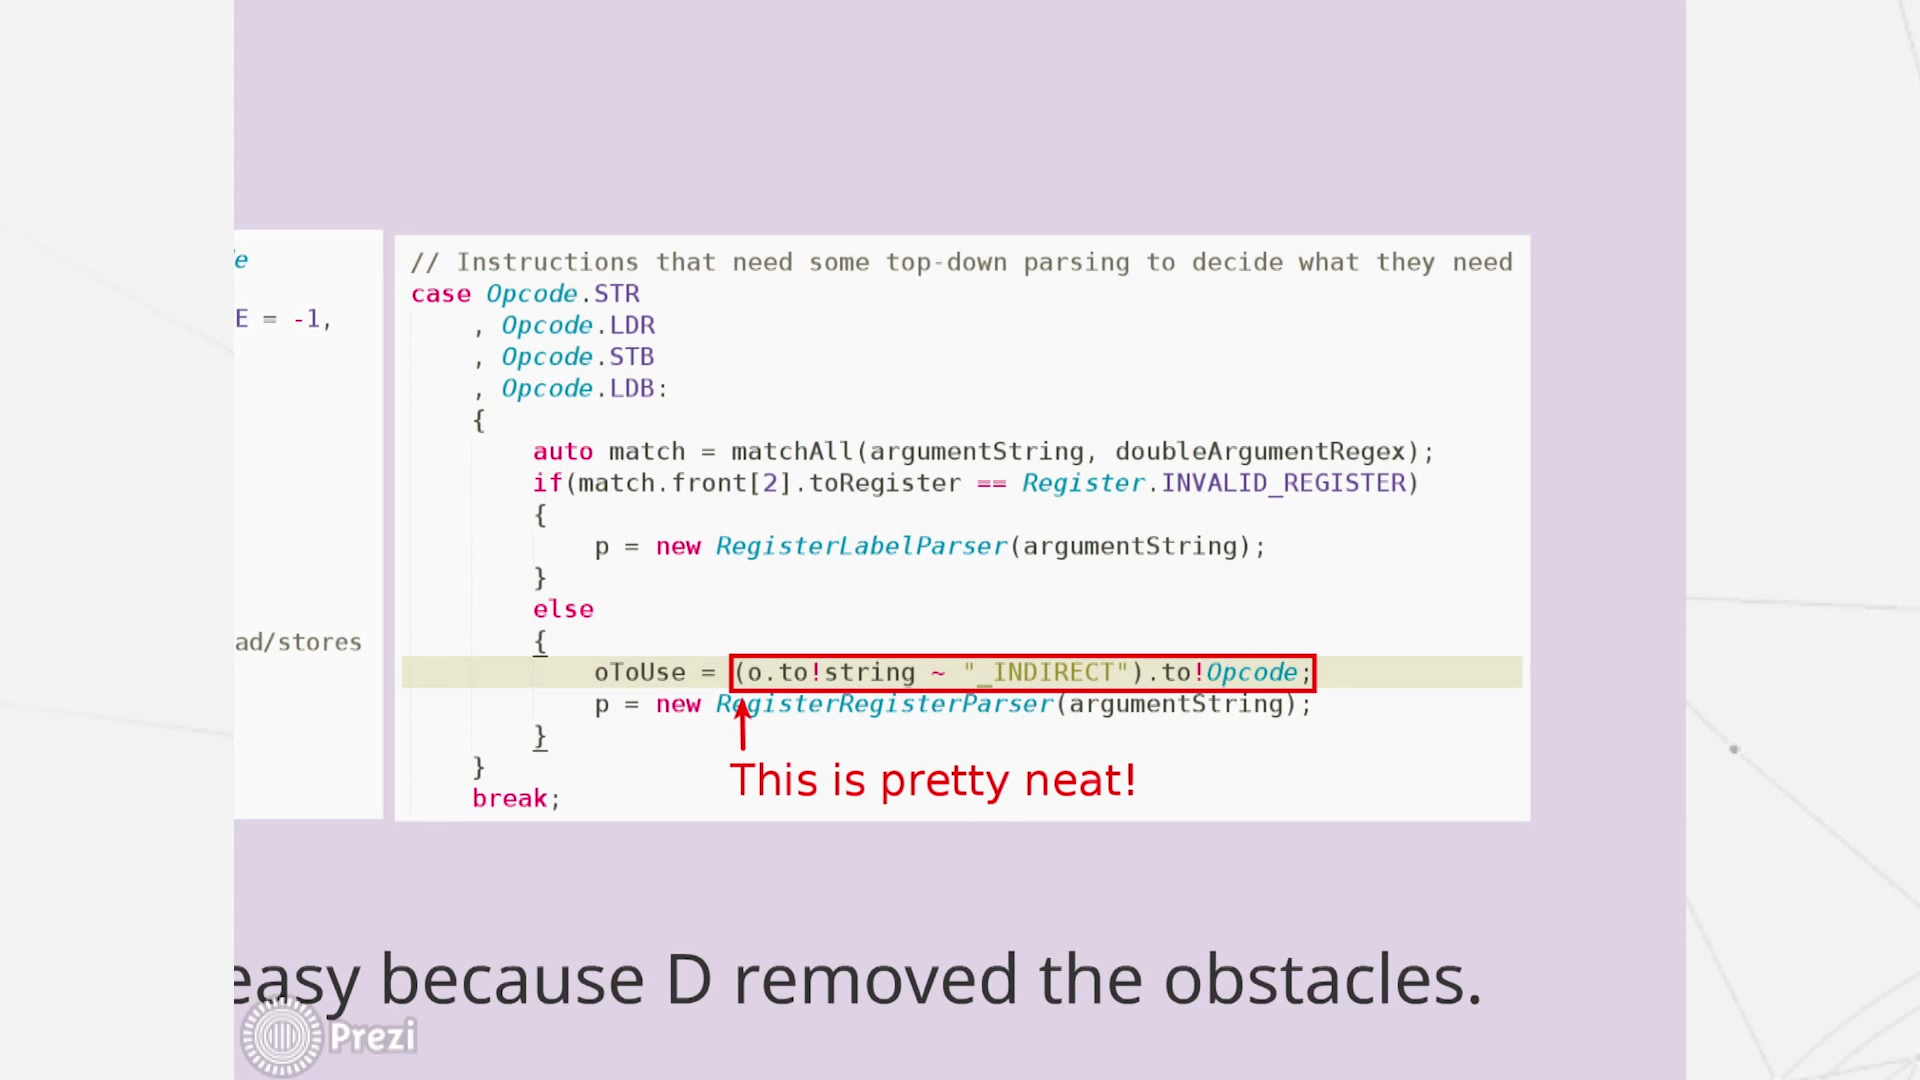 e
E = -1,
ad/stores
// Instructions that need some top-down parsing to decide what they need
case Opcode.STR
, Opcode.LDR
, Opcode.STB
, Opcode.LDB:
{
auto match = matchAll(argumentString, doubleArgumentRegex);
if(match.front[2].toRegister == Register.INVALID_REGISTER)
{
p = new RegisterLabelParser(argumentString);
}
else
{
oToUse = (o.to!string ~ "_INDIRECT").to!Opcode;
p = new RegisterRegisterParser(argumentString);
}
}
break;
This is pretty neat!
easy because D removed the obstacles.
Prezi